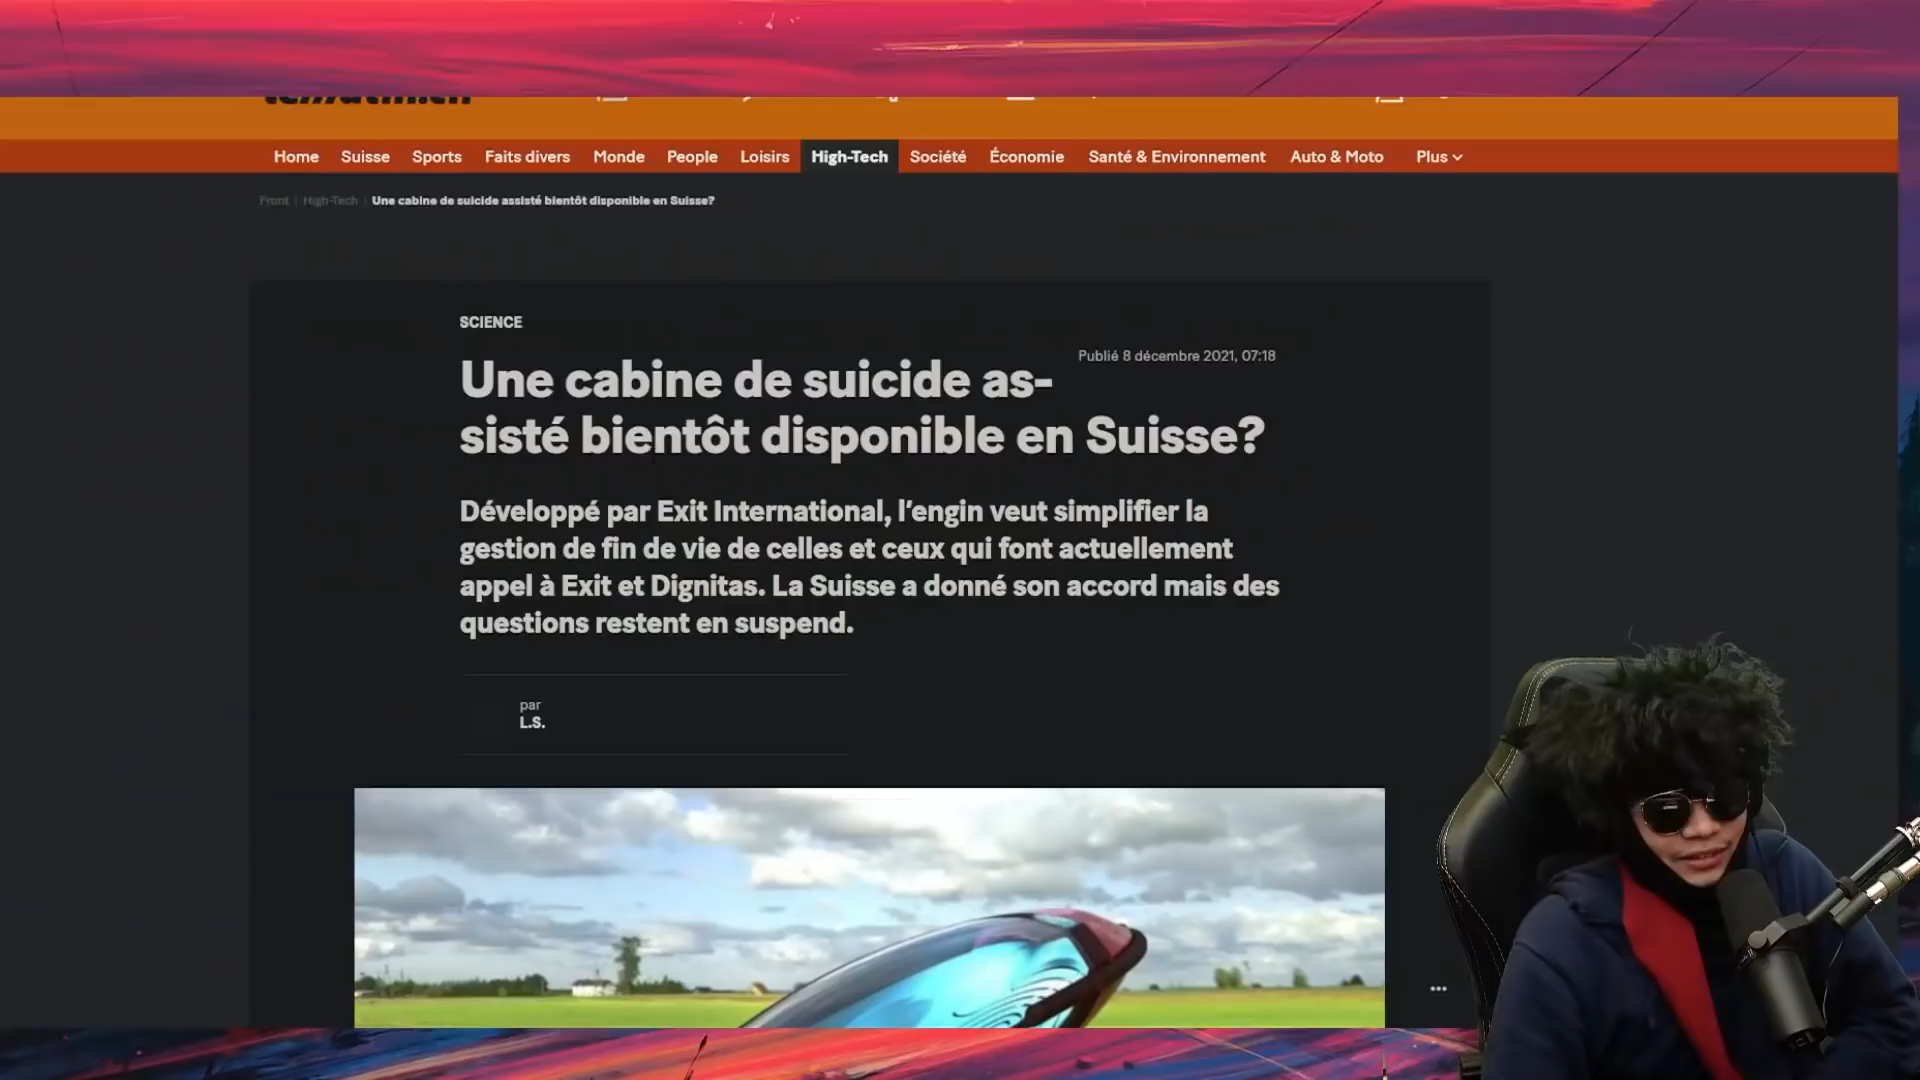 Home Suisse Sports Faits divers Monde People Loisirs High-Tech Société Économie Santé & Environnement Auto & Moto Plus
Front | High-Tech | Une cabine de suicide assisté bientôt disponible en Suisse?
SCIENCE
Publié 8 décembre 2021, 07:18
Une cabine de suicide as-
sisté bientôt disponible en Suisse?
Développé par Exit International, l’engin veut simplifier la
gestion de fin de vie de celles et ceux qui font actuellement
appel à Exit et Dignitas. La Suisse a donné son accord mais des
questions restent en suspend.
par
L.S.